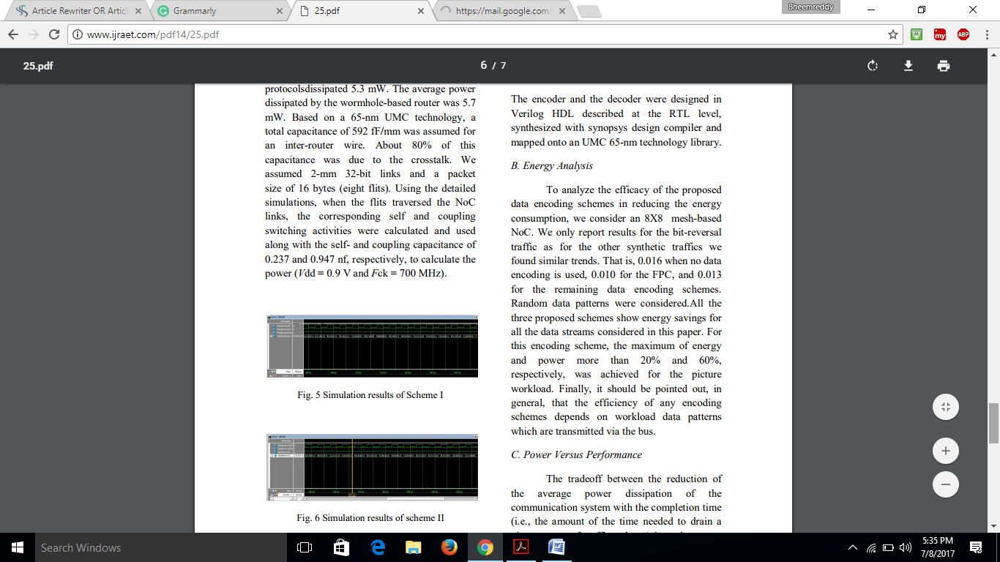 Article Rewriter OR Artic
Grammarly
25.pdf
https://mail.google.com/
Bheemreddy
www.ijraet.com/pdf14/25.pdf
my
ABP
25.pdf
6 / 7
protocolsdissipated 5.3 mW. The average power
dissipated by the wormhole-based router was 5.7
mW. Based on a 65-nm UMC technology, a
total capacitance of 592 fF/mm was assumed for
an inter-router wire. About 80% of this
capacitance was due to the crosstalk. We
assumed 2-mm 32-bit links and a packet
size of 16 bytes (eight flits). Using the detailed
simulations, when the flits traversed the NoC
links, the corresponding self and coupling
switching activities were calculated and used
along with the self- and coupling capacitance of
0.237 and 0.947 nf, respectively, to calculate the
power (Vdd = 0.9 V and Fck = 700 MHz).
Fig. 5 Simulation results of Scheme I
Fig. 6 Simulation results of scheme II
The encoder and the decoder were designed in
Verilog HDL described at the RTL level,
synthesized with synopsys design compiler and
mapped onto an UMC 65-nm technology library.
B. Energy Analysis
To analyze the efficacy of the proposed
data encoding schemes in reducing the energy
consumption, we consider an 8X8 mesh-based
NoC. We only report results for the bit-reversal
traffic as for the other synthetic traffics we
found similar trends. That is, 0.016 when no data
encoding is used, 0.010 for the FPC, and 0.013
for the remaining data encoding schemes.
Random data patterns were considered.All the
three proposed schemes show energy savings for
all the data streams considered in this paper. For
this encoding scheme, the maximum of energy
and power more than 20% and 60%,
respectively, was achieved for the picture
workload. Finally, it should be pointed out, in
general, that the efficiency of any encoding
schemes depends on workload data patterns
which are transmitted via the bus.
C. Power Versus Performance
The tradeoff between the reduction of
the average power dissipation of the
communication system with the completion time
(i.e., the amount of the time needed to drain a
Search Windows
5:35 PM
7/8/2017